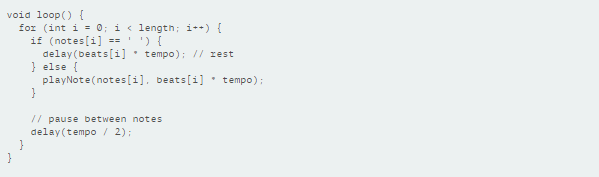 void loop() {
for (int i = 0; i < length; i++) {
if (notes[i] == ' ') {
delay(beats[i] * tempo); // rest
} else {
playNote(notes[i], beats[i] * tempo);
}
// pause between notes
delay(tempo / 2);
}
}